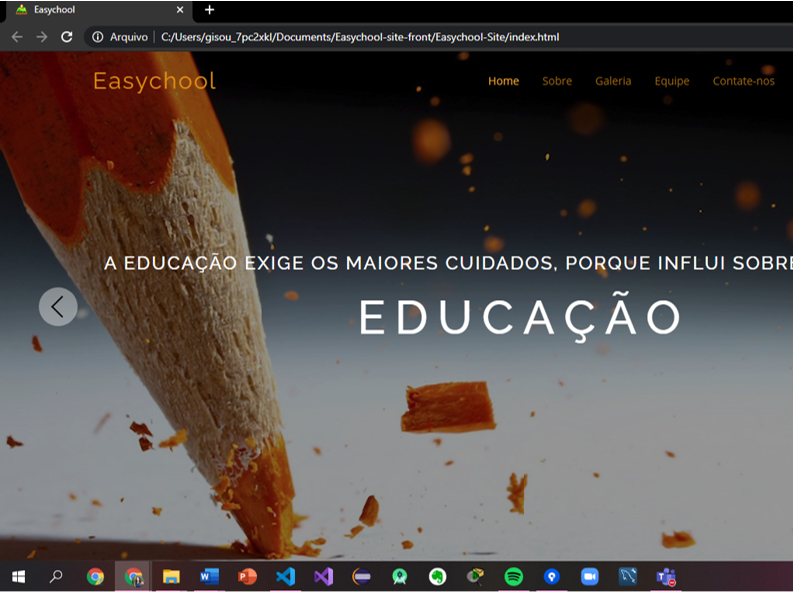 Easychool
Arquivo | C:/Users/gisou_7pc2xkl/Documents/Easychool-site-front/Easychool-Site/index.html
Easychool
Home Sobre Galeria Equipe Contate-nos
A EDUCAÇÃO EXIGE OS MAIORES CUIDADOS, PORQUE INFLUI SOBRE
EDUCAÇÃO